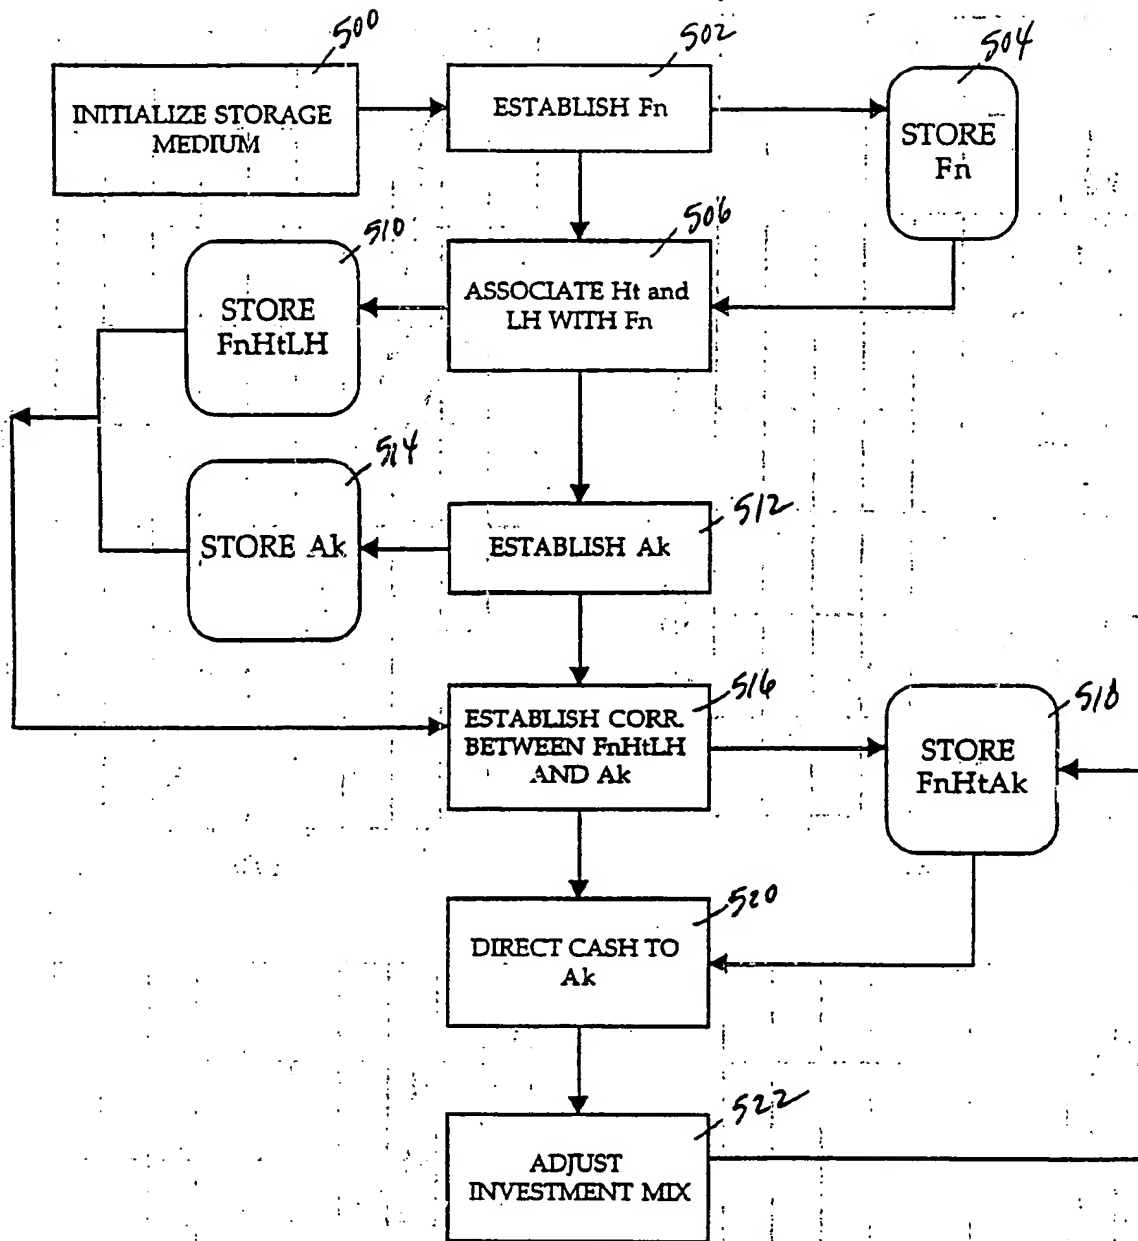 500
INITIALIZE STORAGE
MEDIUM
502
ESTABLISH Fn
504
STORE
Fn
506
ASSOCIATE Ht and
LH WITH Fn
510
STORE
FnHtLH
512
ESTABLISH Ak
514
STORE Ak
516
ESTABLISH CORR.
BETWEEN FnHtLH
AND Ak
518
STORE
FnHtAk
520
DIRECT CASH TO
Ak
522
ADJUST
INVESTMENT MIX